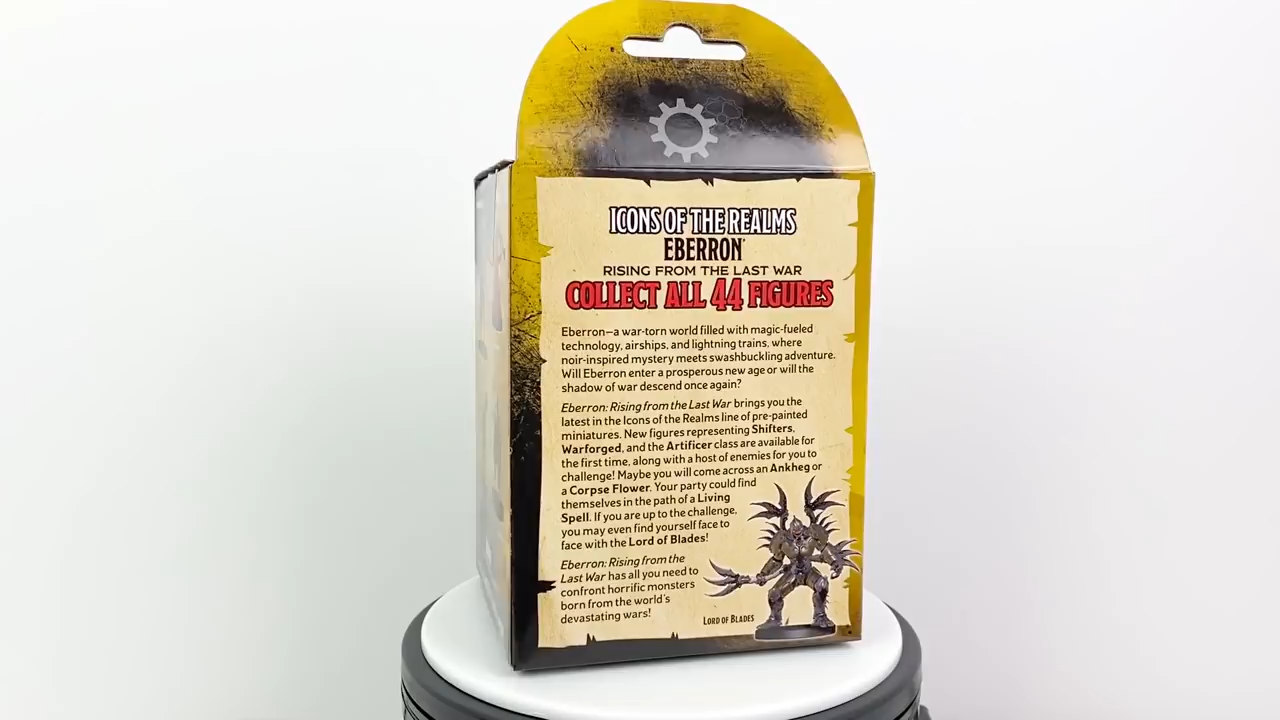 ICONS OF THE REALMS
EBERRON
RISING FROM THE LAST WAR
COLLECT ALL 44 FIGURES
Eberron—a war-torn world filled with magic-fueled
technology, airships, and lightning trains, where
noir-inspired mystery meets swashbuckling adventure.
Will Eberron enter a prosperous new age or will the
shadow of war descend once again?
Eberron: Rising from the Last War brings you the
latest in the Icons of the Realms line of pre-painted
miniatures. New figures representing Shifters,
Warforged, and the Artificer class are available for
the first time, along with a host of enemies for you to
challenge! Maybe you will come across an Ankheg or
a Corpse Flower. Your party could find
themselves in the path of a Living
Spell. If you are up to the challenge,
you may even find yourself face to
face with the Lord of Blades!
Eberron: Rising from the
Last War has all you need to
confront horrific monsters
born from the world's
devastating wars!
LORD OF BLADES